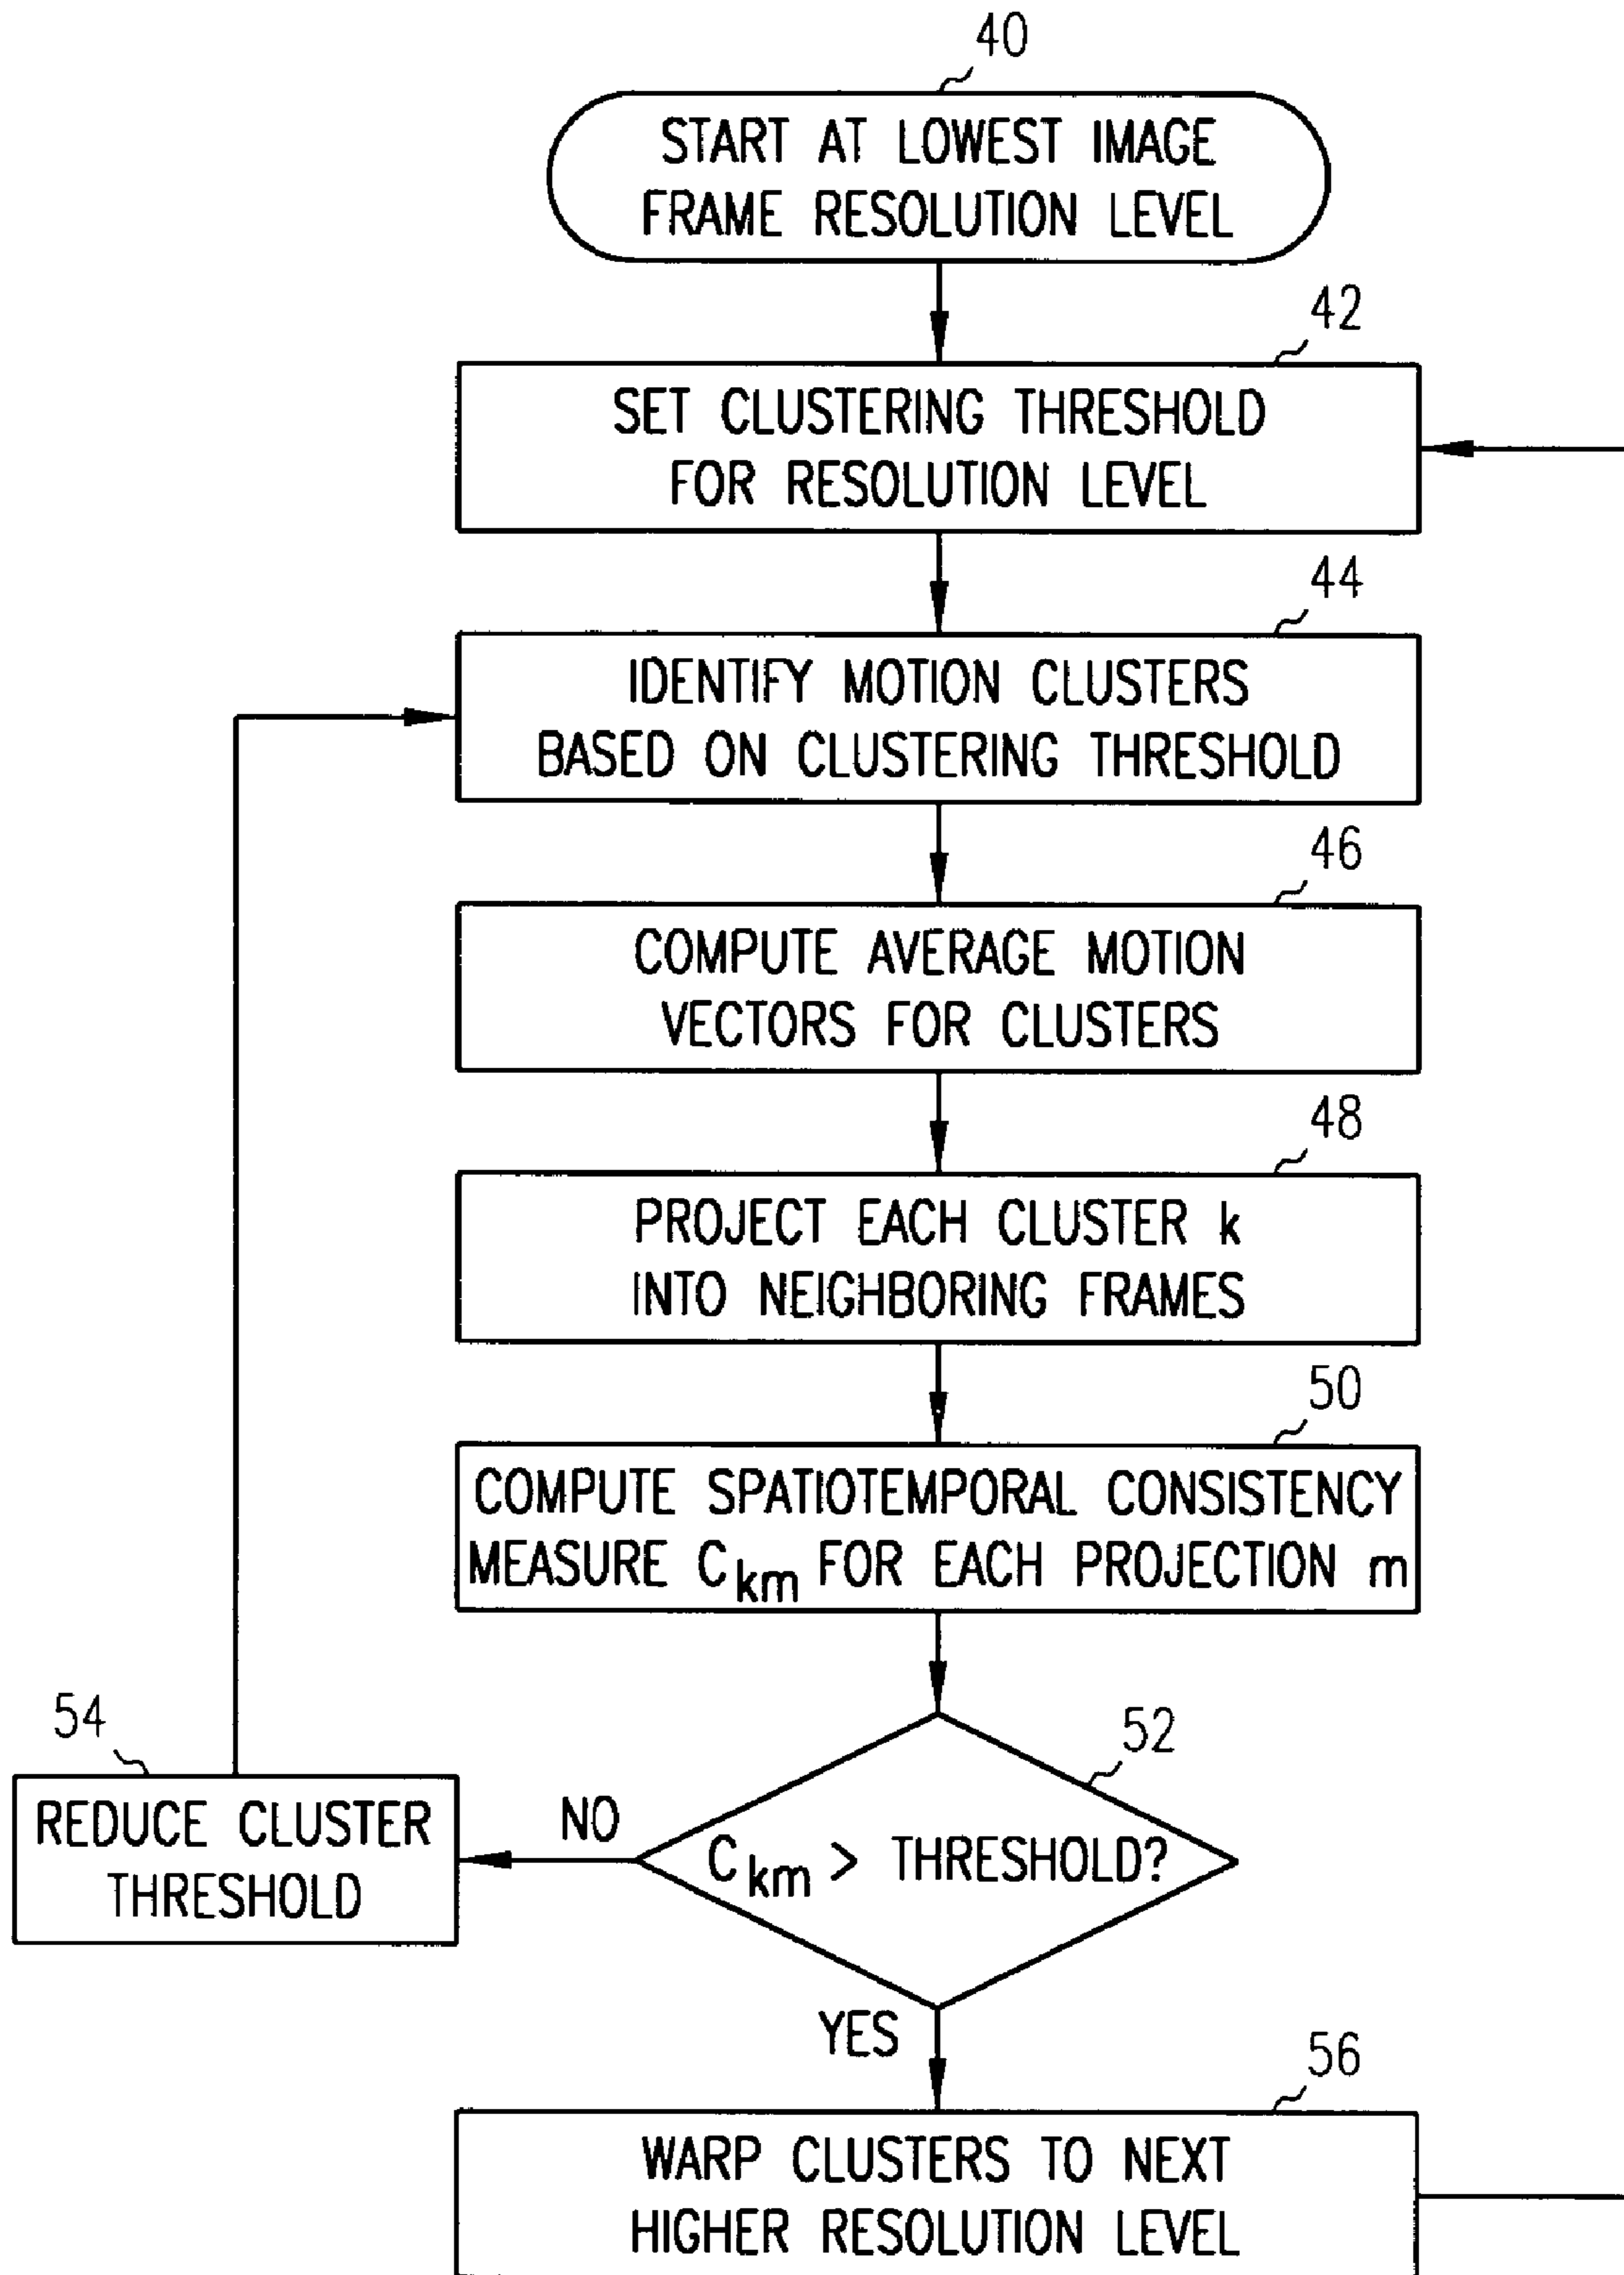 40
START AT LOWEST IMAGE
FRAME RESOLUTION LEVEL
42
SET CLUSTERING THRESHOLD
FOR RESOLUTION LEVEL
44
IDENTIFY MOTION CLUSTERS
BASED ON CLUSTERING THRESHOLD
46
COMPUTE AVERAGE MOTION
VECTORS FOR CLUSTERS
48
PROJECT EACH CLUSTER k
INTO NEIGHBORING FRAMES
50
COMPUTE SPATIOTEMPORAL CONSISTENCY
MEASURE Ckm FOR EACH PROJECTION m
52
Ckm > THRESHOLD?
NO
54
REDUCE CLUSTER
THRESHOLD
YES
56
WARP CLUSTERS TO NEXT
HIGHER RESOLUTION LEVEL